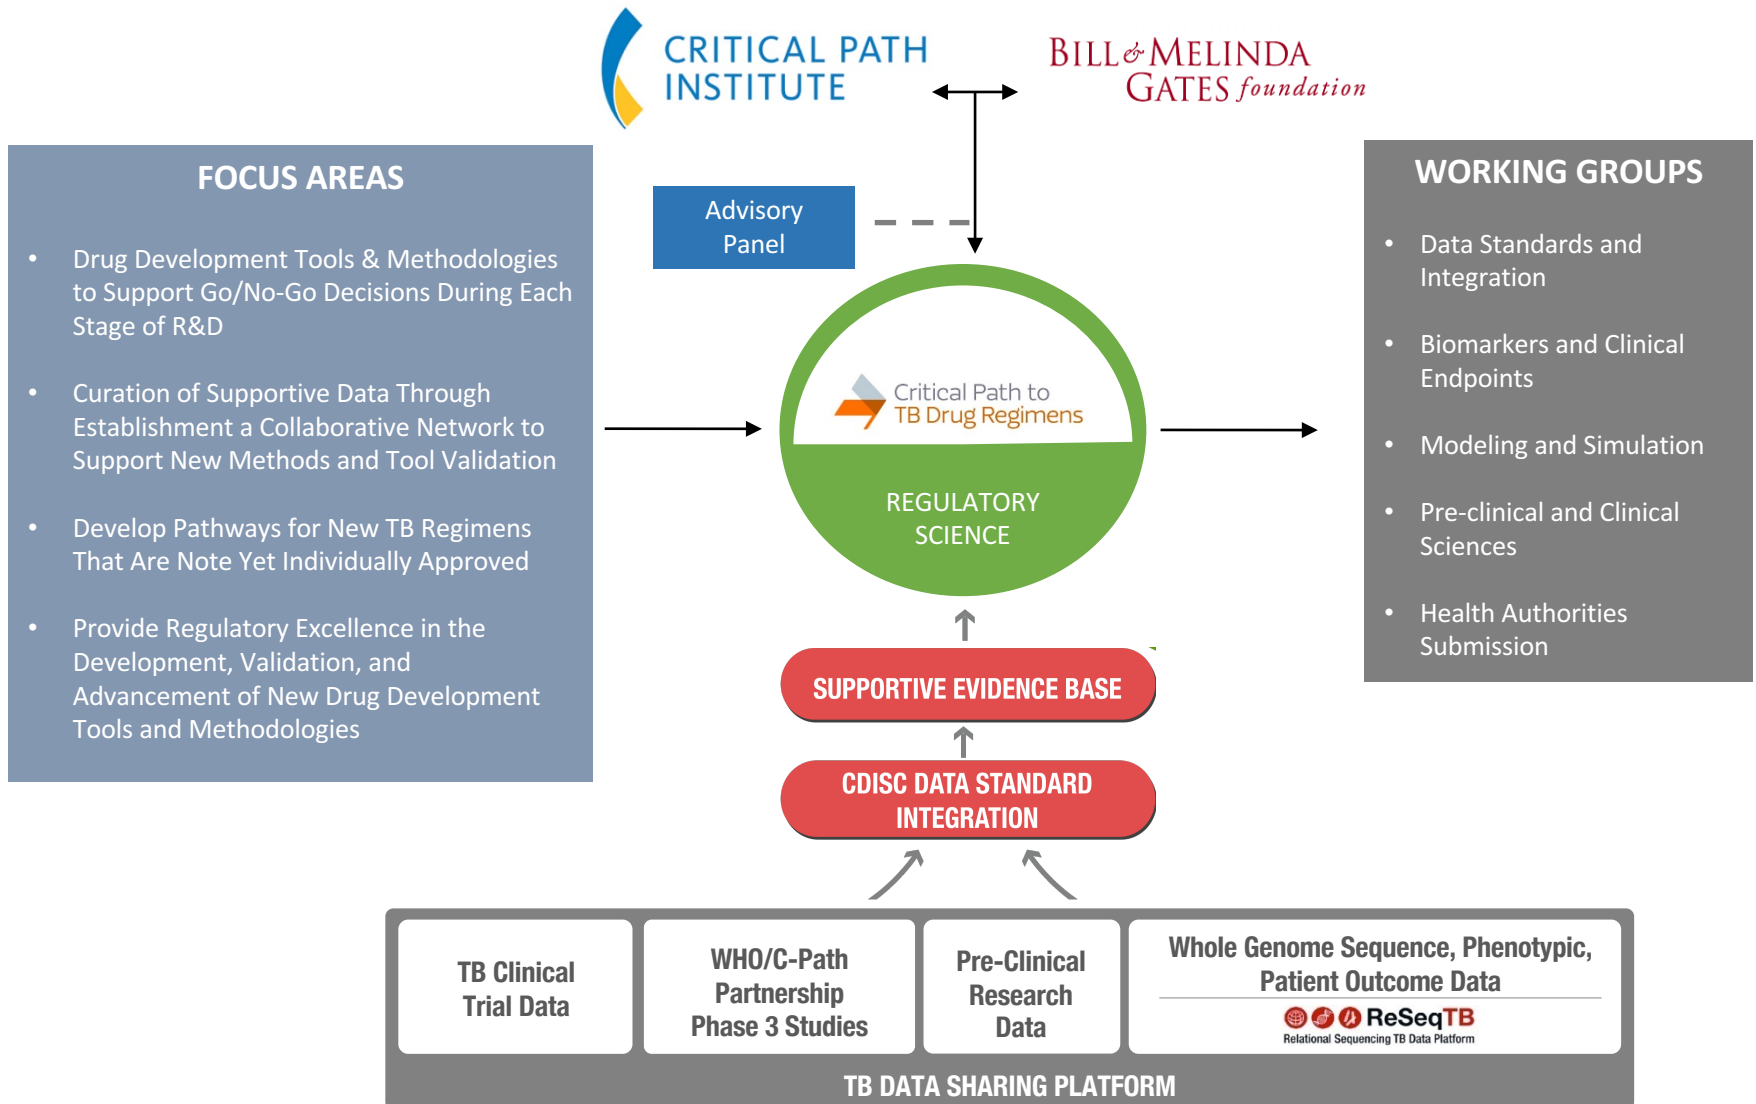 CRITICAL PATH
INSTITUTE
BILL & MELINDA
GATES foundation
FOCUS AREAS
• Drug Development Tools & Methodologies
to Support Go/No-Go Decisions During Each
Stage of R&D
• Curation of Supportive Data Through
Establishment a Collaborative Network to
Support New Methods and Tool Validation
• Develop Pathways for New TB Regimens
That Are Note Yet Individually Approved
• Provide Regulatory Excellence in the
Development, Validation, and
Advancement of New Drug Development
Tools and Methodologies
Advisory
Panel
Critical Path to
TB Drug Regimens
REGULATORY
SCIENCE
WORKING GROUPS
• Data Standards and
Integration
• Biomarkers and Clinical
Endpoints
• Modeling and Simulation
• Pre-clinical and Clinical
Sciences
• Health Authorities
Submission
SUPPORTIVE EVIDENCE BASE
CDISC DATA STANDARD
INTEGRATION
TB Clinical
Trial Data
WHO/C-Path
Partnership
Phase 3 Studies
Pre-Clinical
Research
Data
Whole Genome Sequence, Phenotypic,
Patient Outcome Data
ReSeqTB
Relational Sequencing TB Data Platform
TB DATA SHARING PLATFORM